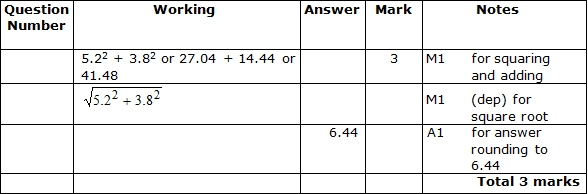 Question Number Working Answer Mark Notes
5.2² + 3.8² or 27.04 + 14.44 or 3 M1 for squaring
41.48 and adding
√5.2² + 3.8² M1 (dep) for
square root
6.44 A1 for answer
rounding to
6.44
Total 3 marks